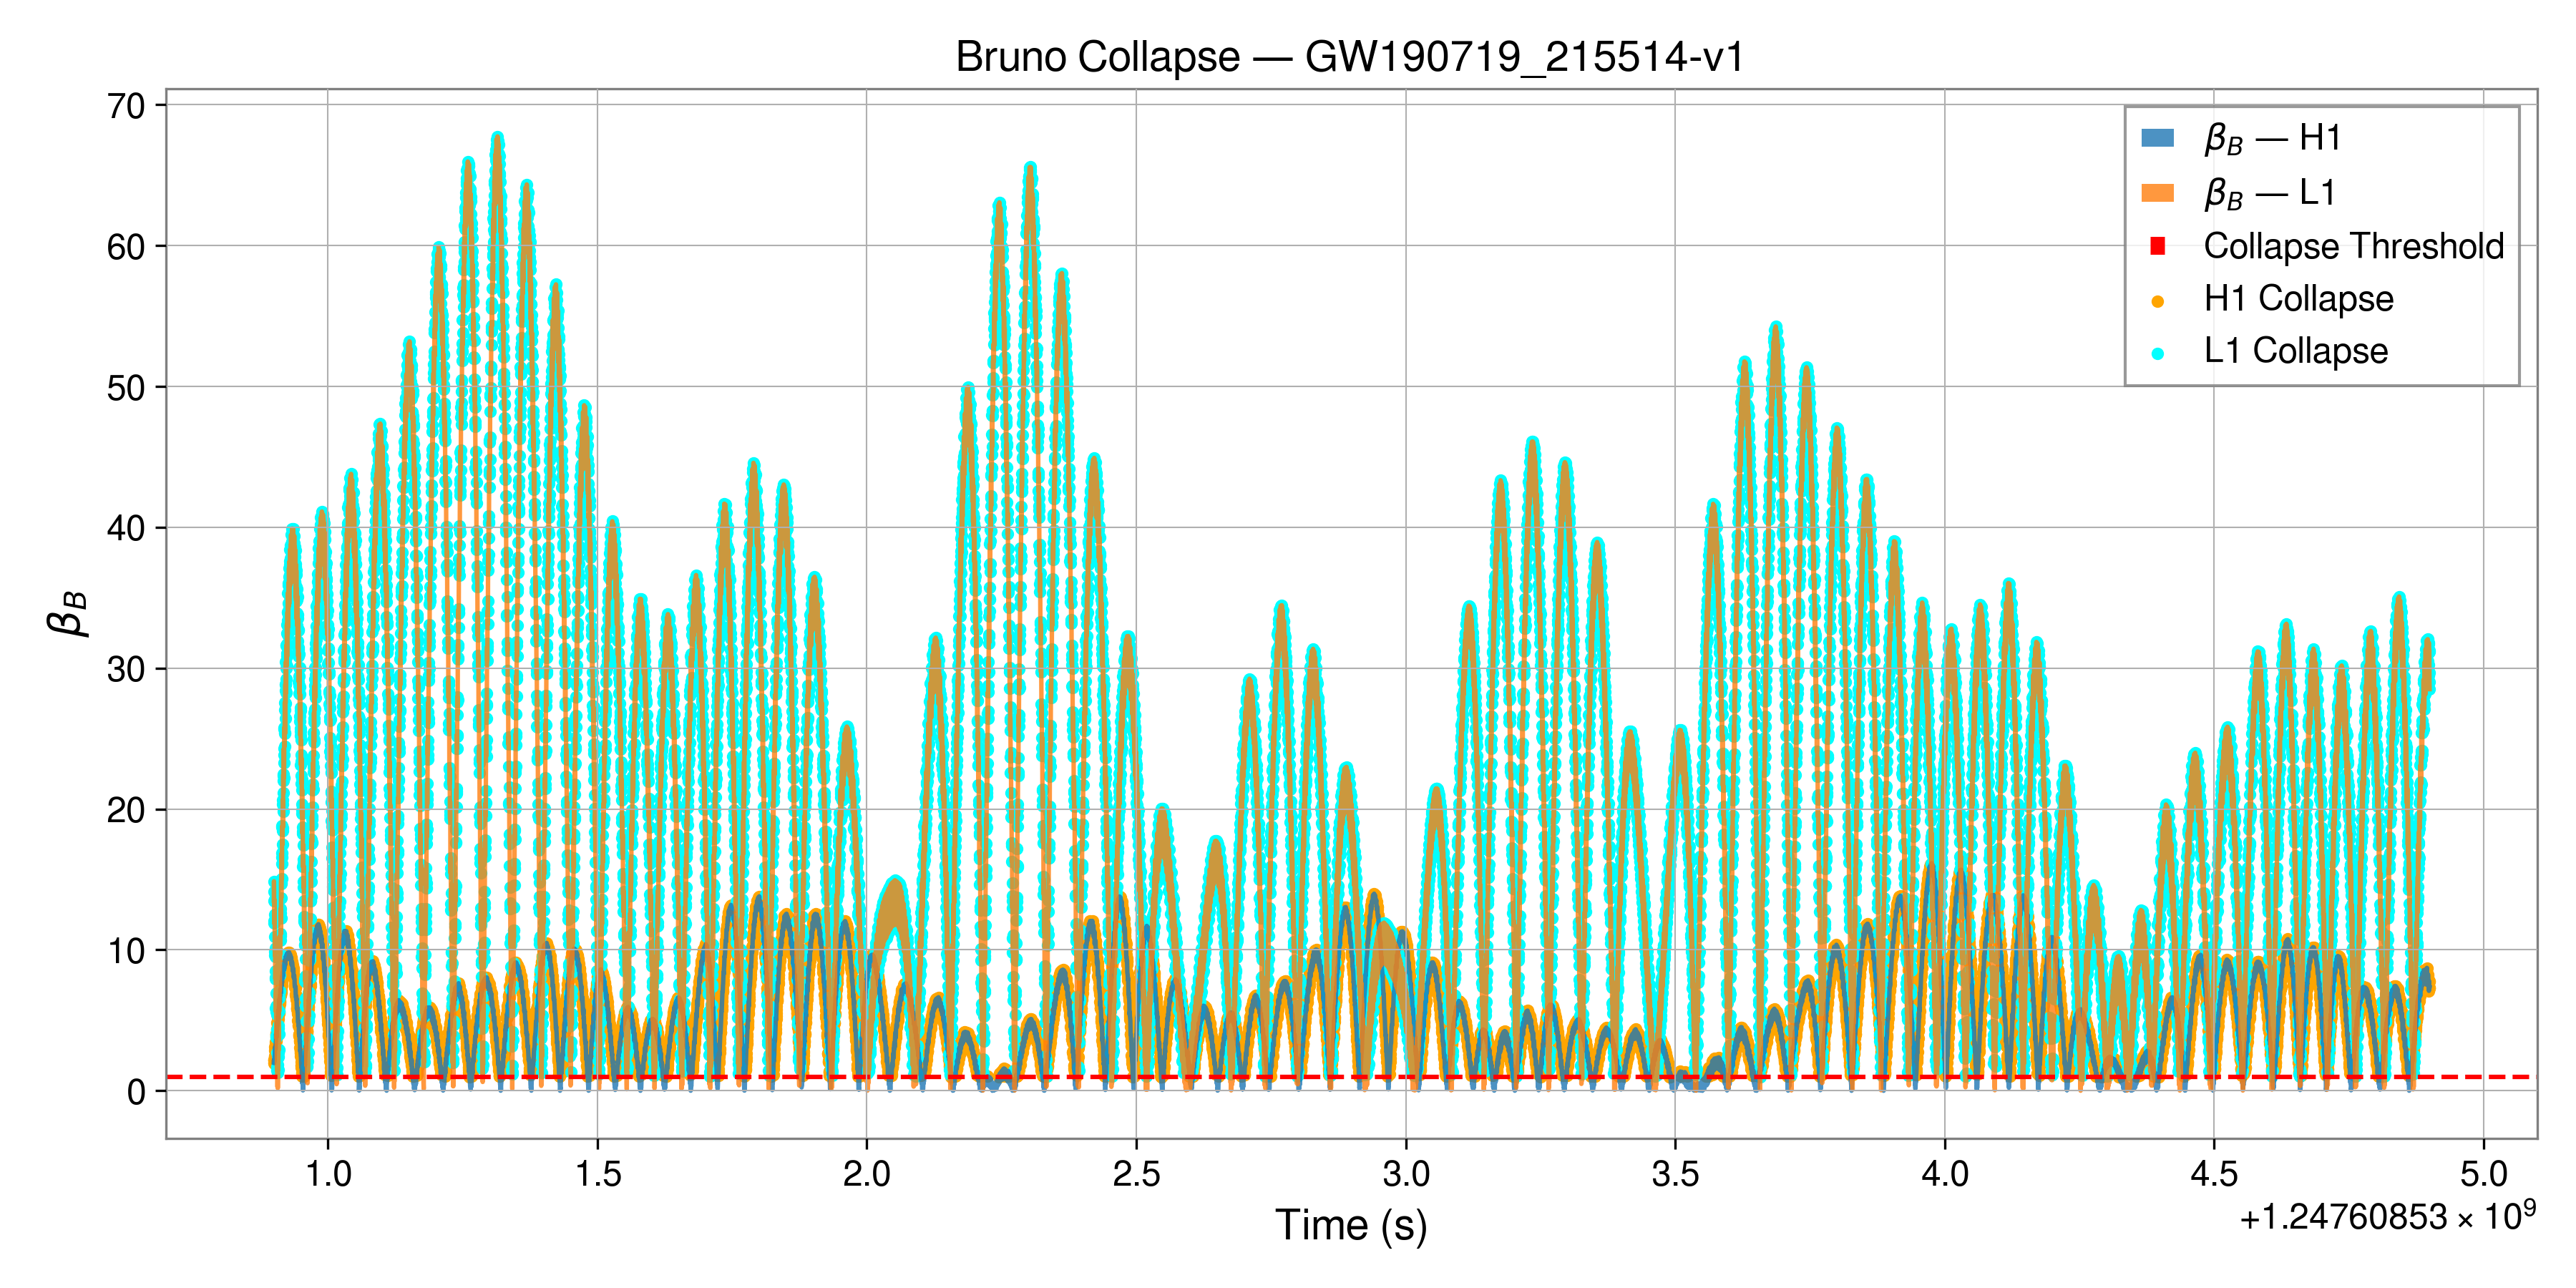 Bruno Collapse — GW190719_215514-v1
70
60
50
40
30
20
10
0
β_B
β_B — H1
β_B — L1
Collapse Threshold
H1 Collapse
L1 Collapse
1.0 1.5 2.0 2.5 3.0 3.5 4.0 4.5 5.0
+1.24760853 × 10⁹
Time (s)